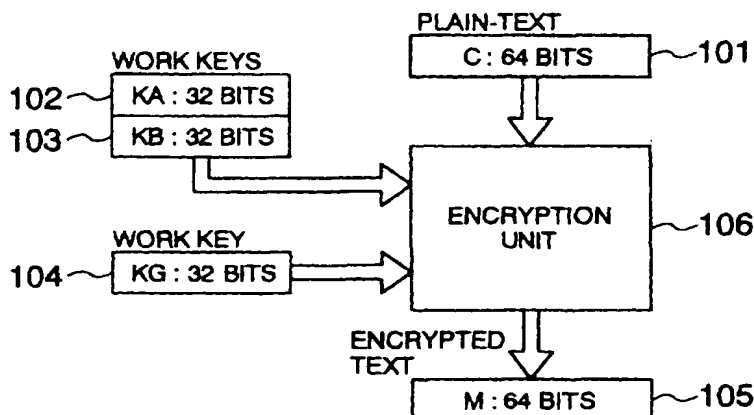 PLAIN-TEXT
C : 64 BITS
101
WORK KEYS
102
KA : 32 BITS
103
KB : 32 BITS
ENCRYPTION
UNIT
106
WORK KEY
104
KG : 32 BITS
ENCRYPTED
TEXT
M : 64 BITS
105